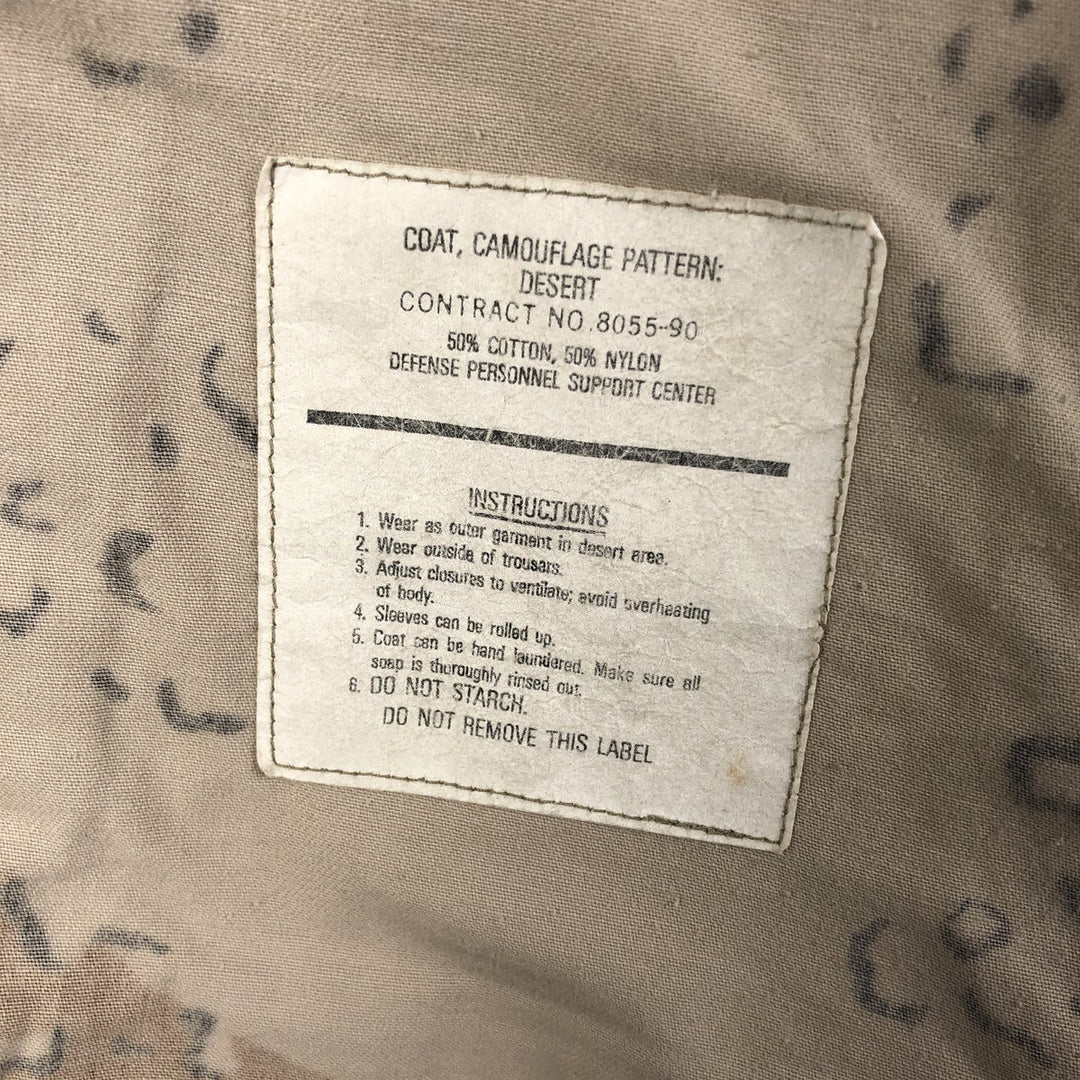 COAT, CAMOUFLAGE PATTERN:
DESERT
CONTRACT NO.8055-90
50% COTTON, 50% NYLON
DEFENSE PERSONNEL SUPPORT CENTER
INSTRUCTIONS
1. Wear as outer garment in desert area.
2. Wear outside of trousers.
3. Adjust closures to ventilate; avoid overheating
of body.
4. Sleeves can be rolled up.
5. Coat can be hand laundered. Make sure all
soap is thoroughly rinsed out.
6. DO NOT STARCH.
DO NOT REMOVE THIS LABEL